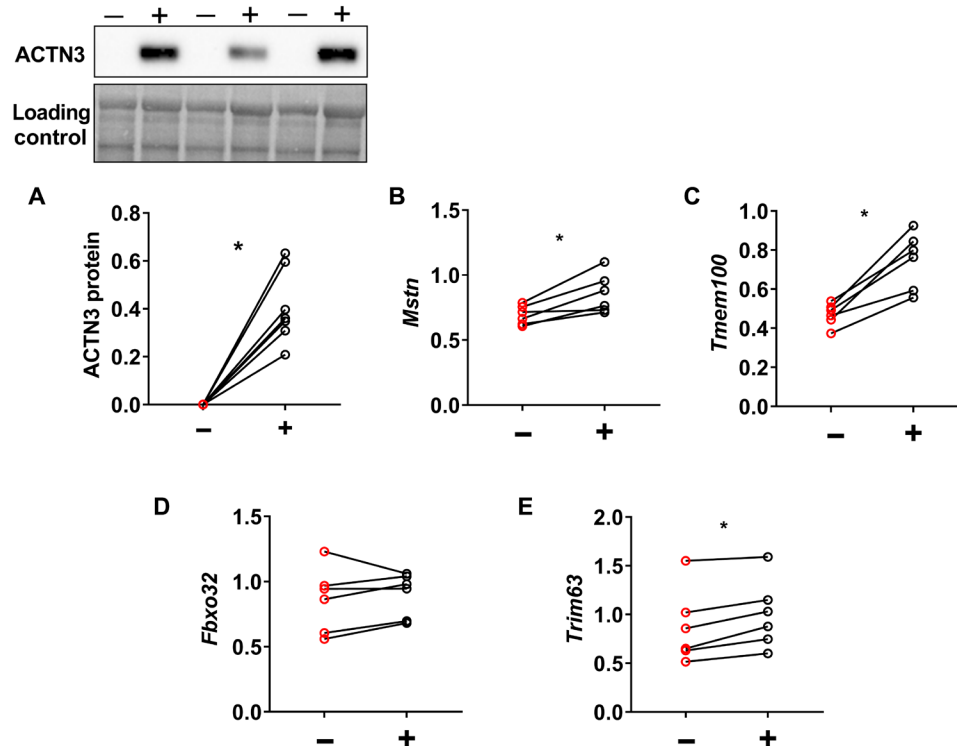 − + − + − +
ACTN3
Loading
control
A
ACTN3 protein
0.8
0.6
0.4
0.2
0.0
*
− +
B
Mstn
1.5
1.0
0.5
0.0
*
− +
C
Tmem100
1.0
0.8
0.6
0.4
0.2
0.0
*
− +
D
Fbxo32
1.5
1.0
0.5
0.0
− +
E
Trim63
2.0
1.5
1.0
0.5
0.0
*
− +